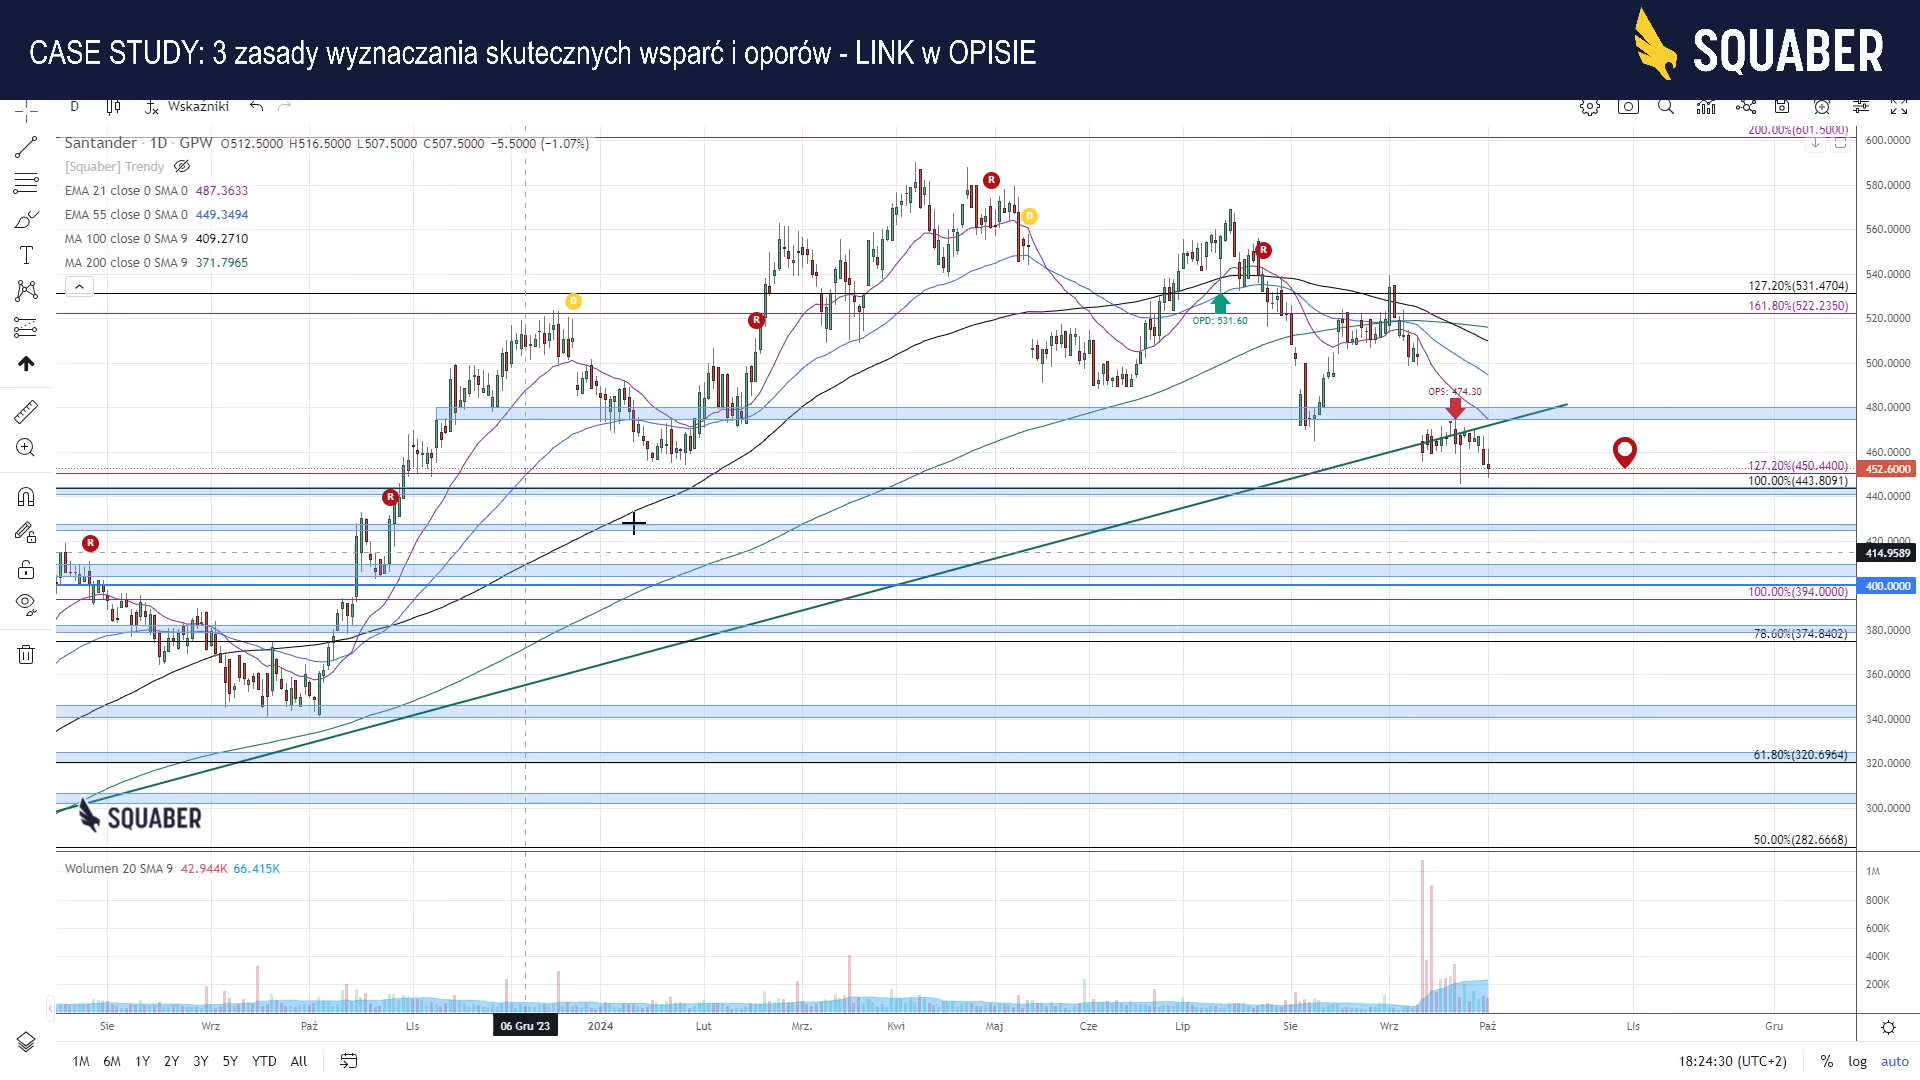 CASE STUDY: 3 zasady wyznaczania skutecznych wsparć i oporów - LINK w OPISIE
SQUABER
D
Wskaźniki
Santander · 1D · GPW O512.5000 H516.5000 L507.5000 C507.5000 −5.5000 (−1.07%)
[Squaber] Trendy
EMA 21 close 0 SMA 0 487.3633
EMA 55 close 0 SMA 0 449.3494
MA 100 close 0 SMA 9 409.2710
MA 200 close 0 SMA 9 371.7965
200.00%(601.5000)
127.20%(531.4704)
161.80%(522.2350)
127.20%(450.4400)
100.00%(443.8091)
100.00%(394.0000)
78.60%(374.8402)
61.80%(320.6964)
50.00%(282.6668)
R
R
R
R
R
D
D
OPD: 531.60
OPS: 474.30
600.0000
580.0000
560.0000
540.0000
520.0000
500.0000
480.0000
460.0000
452.6000
440.0000
420.0000
414.9589
400.0000
380.0000
360.0000
340.0000
320.0000
300.0000
SQUABER
Wolumen 20 SMA 9 42.944K 66.415K
1M
800K
600K
400K
200K
Sie
Wrz
Paź
Lis
06 Gru '23
2024
Lut
Mrz.
Kwi
Maj
Cze
Lip
Sie
Wrz
Paź
Lis
Gru
1M 6M 1Y 2Y 3Y 5Y YTD All
18:24:30 (UTC+2) % log auto